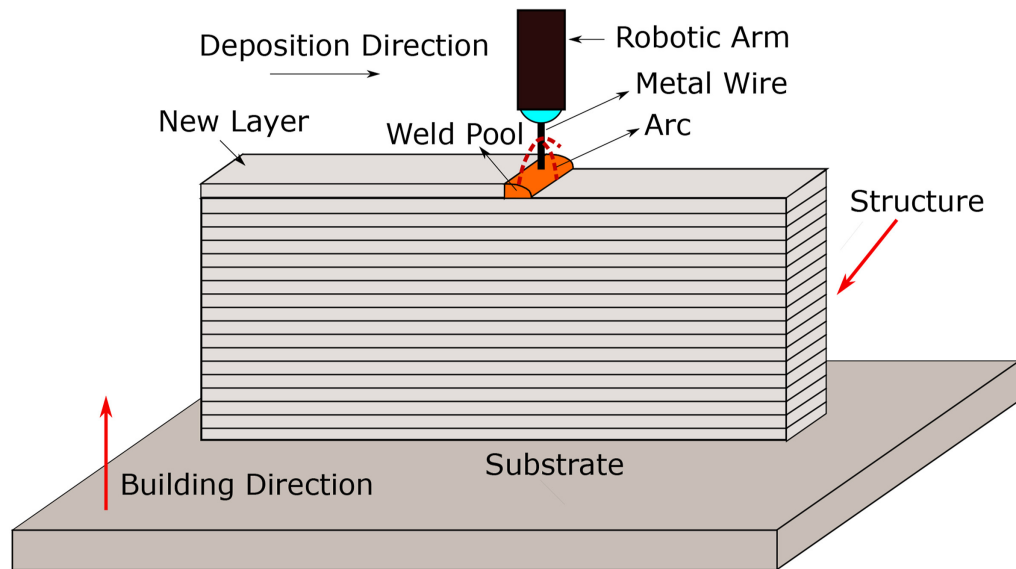 Deposition Direction
Robotic Arm
Metal Wire
New Layer
Weld Pool
Arc
Structure
Substrate
Building Direction